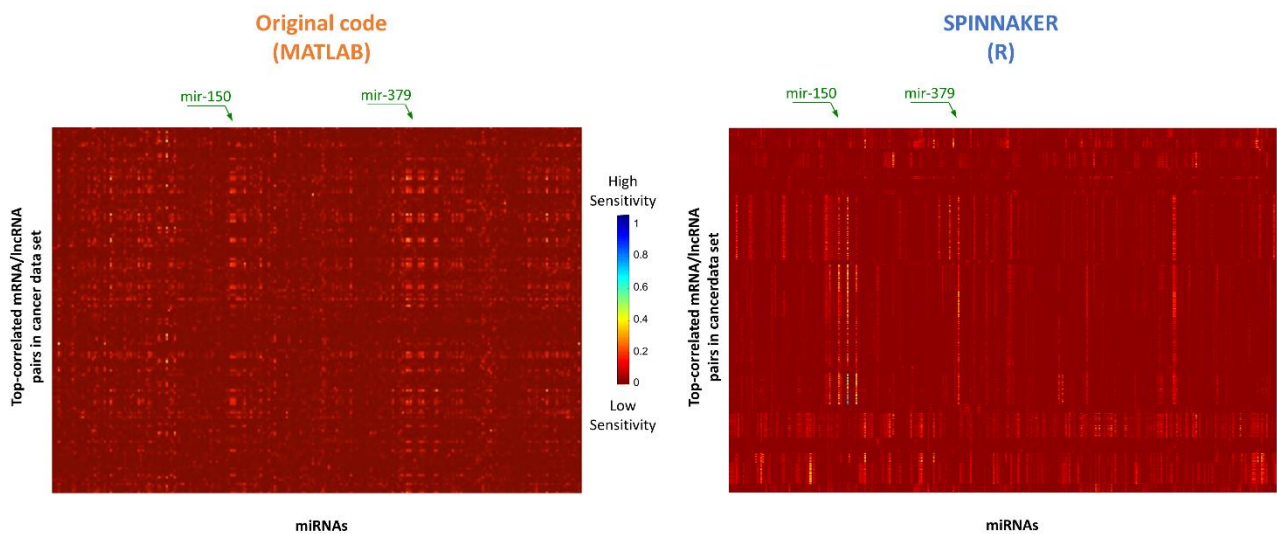 Original code
(MATLAB)
SPINNAKER
(R)
mir-150
mir-379
mir-150
mir-379
Top-correlated mRNA/lncRNA
pairs in cancer data set
High
Sensitivity
1
0.8
0.6
0.4
0.2
0
Low
Sensitivity
Top-correlated mRNA/lncRNA
pairs in cancerdata set
miRNAs
miRNAs